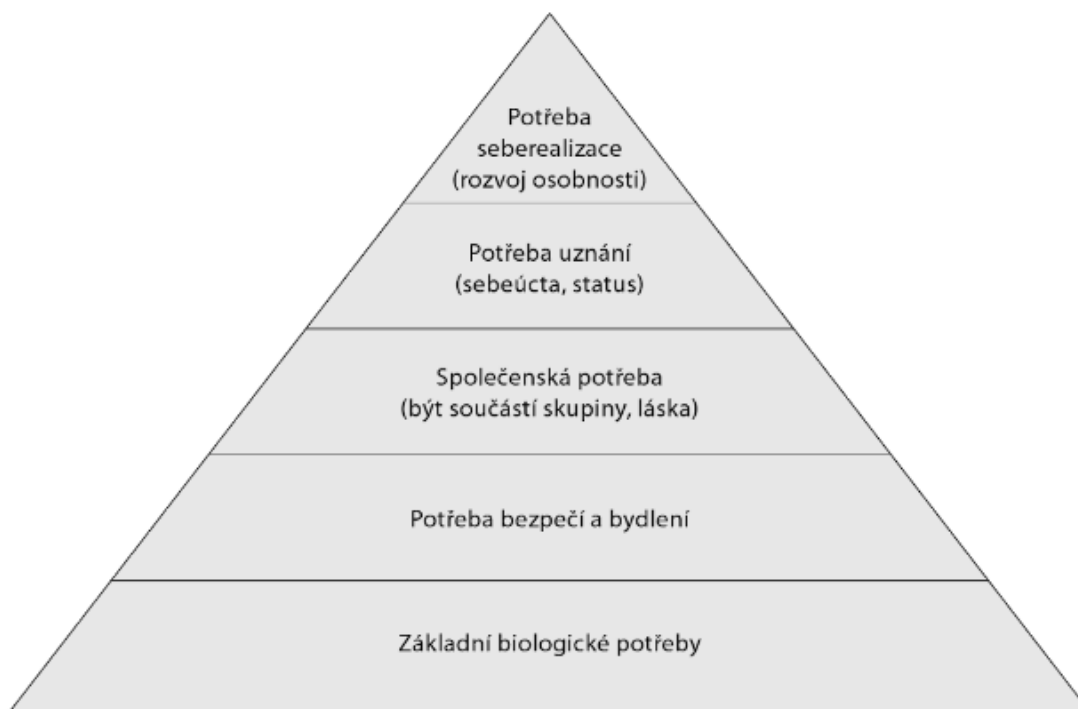 Potřeba
seberealizace
(rozvoj osobnosti)
Potřeba uznání
(sebeúcta, status)
Společenská potřeba
(být součástí skupiny, láska)
Potřeba bezpečí a bydlení
Základní biologické potřeby